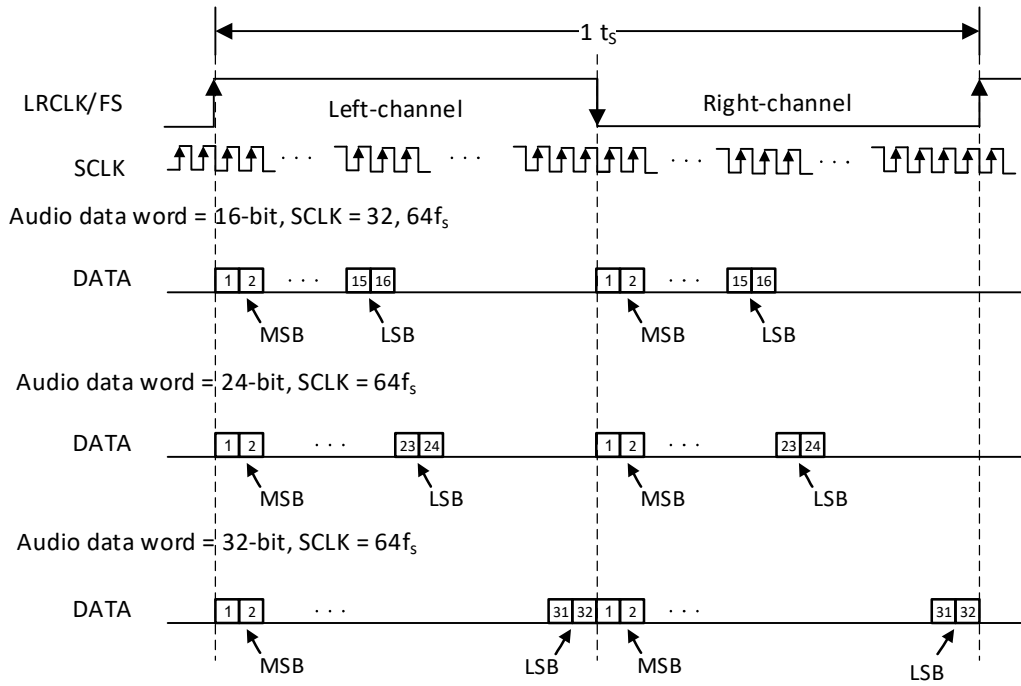 1 tS
LRCLK/FS
Left-channel
Right-channel
SCLK
Audio data word = 16-bit, SCLK = 32, 64fs
DATA
1 2 . . . 15 16 1 2 . . . 15 16
MSB LSB MSB LSB
Audio data word = 24-bit, SCLK = 64fs
DATA
1 2 . . . 23 24 1 2 . . . 23 24
MSB LSB MSB LSB
Audio data word = 32-bit, SCLK = 64fs
DATA
1 2 . . . 31 32 1 2 . . . 31 32
MSB LSB MSB LSB